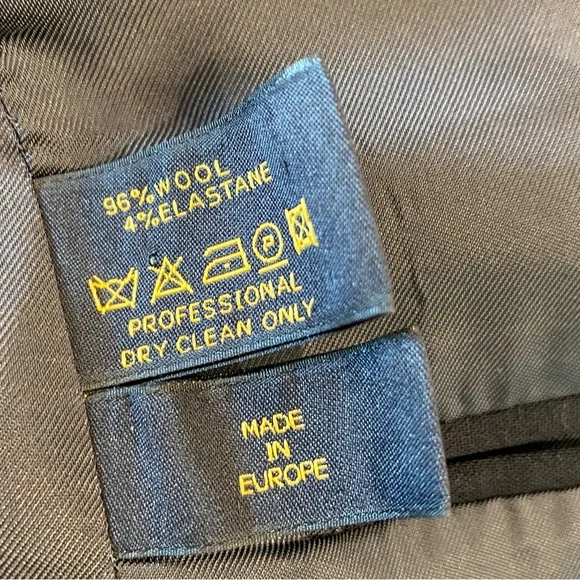 96% WOOL
4% ELASTANE
P
PROFESSIONAL
DRY CLEAN ONLY
MADE
IN
EUROPE